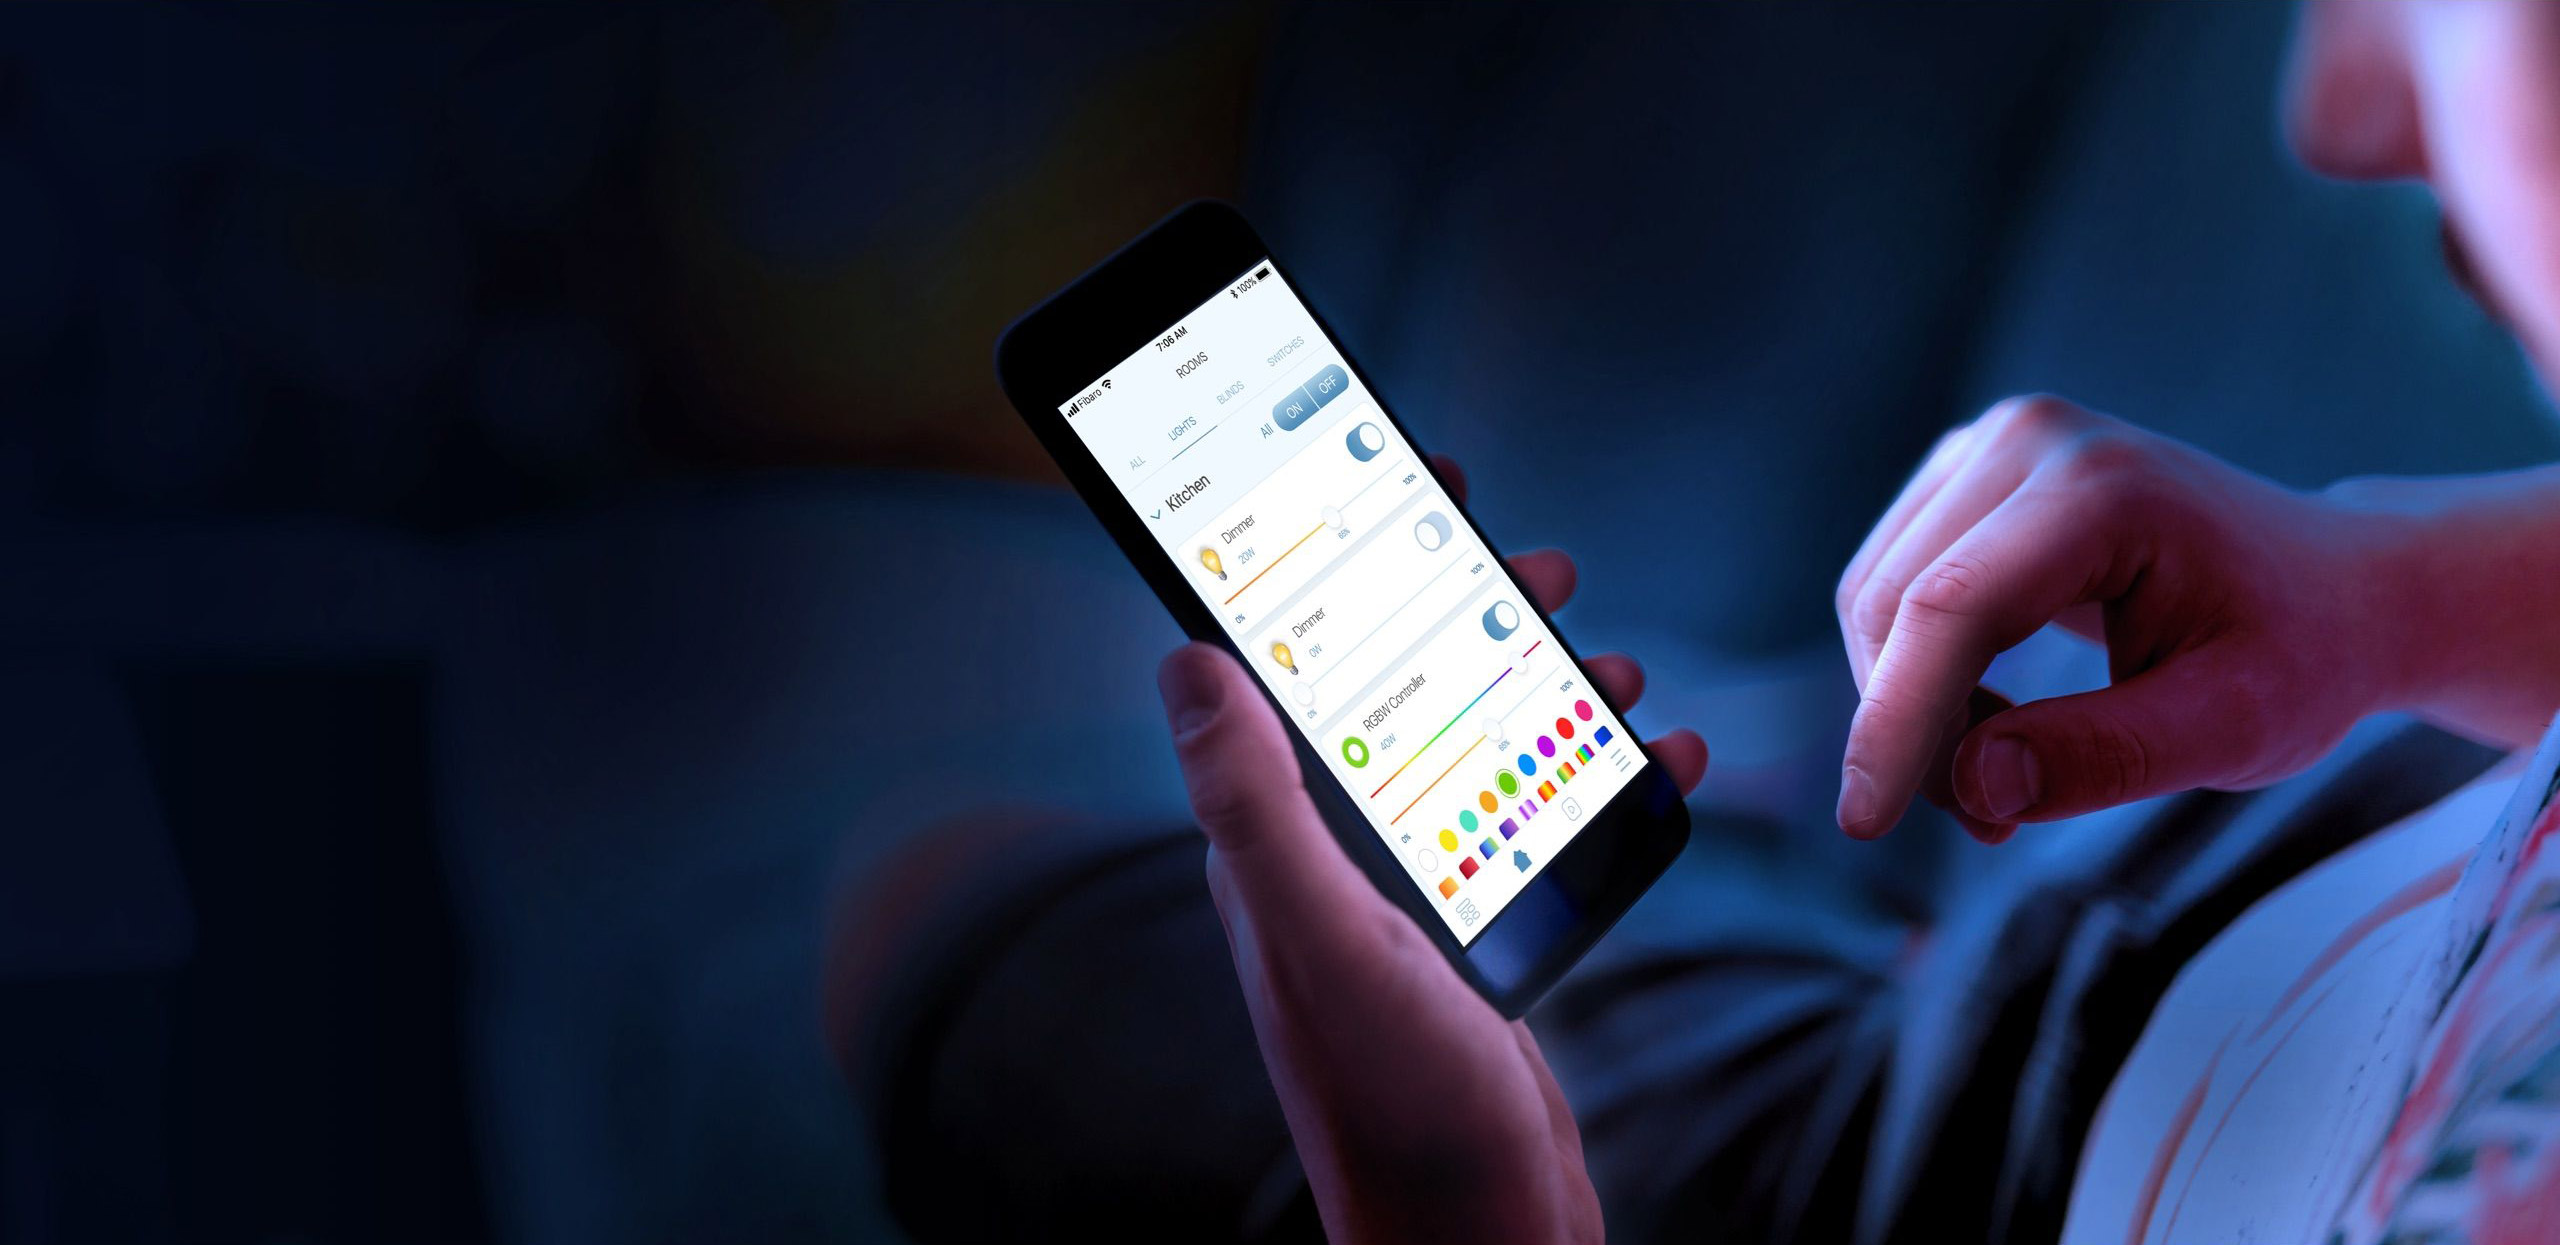 Fibaro 7:06 AM 100%
ROOMS
ALL LIGHTS BLINDS SWITCHES
All ON OFF
Kitchen
Dimmer
20W
0% 65% 100%
Dimmer
0W
0% 100%
RGBW Controller
40W
0% 100%